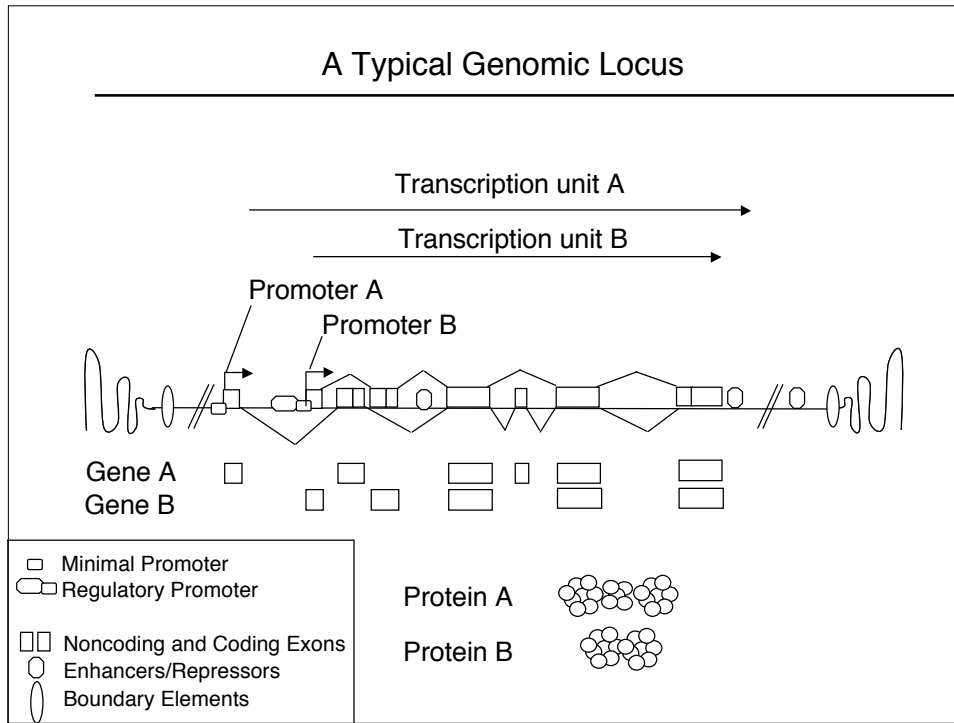 A Typical Genomic Locus
Transcription unit A
Transcription unit B
Promoter A
Promoter B
Gene A
Gene B
Minimal Promoter
Regulatory Promoter
Noncoding and Coding Exons
Enhancers/Repressors
Boundary Elements
Protein A
Protein B